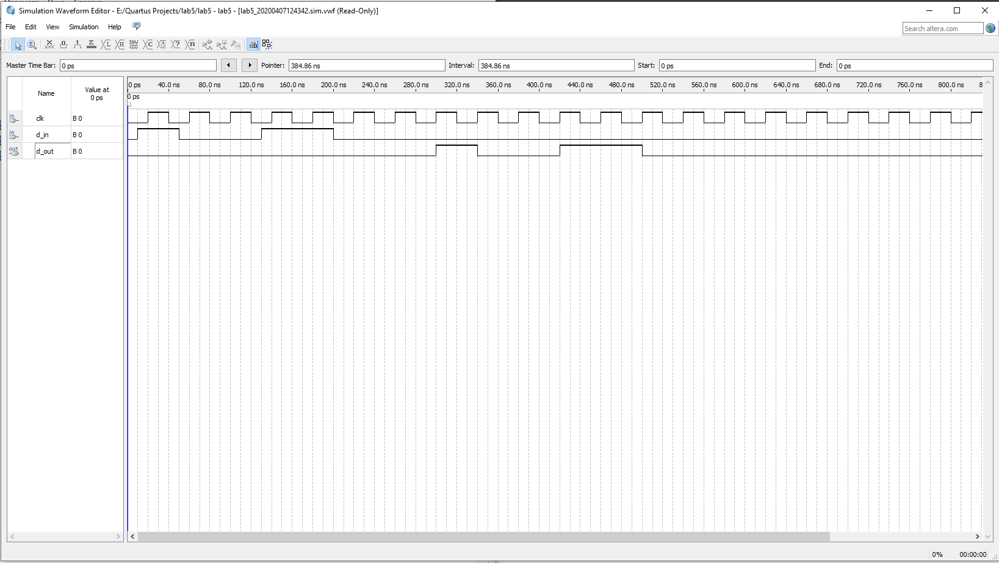 Simulation Waveform Editor - E:/Quartus Projects/lab5/lab5 - lab5 - [lab5_20200407124342.sim.vwf (Read-Only)]
File Edit View Simulation Help
Search altera.com
Master Time Bar: 0 ps Pointer: 384.86 ns Interval: 384.86 ns Start: 0 ps End: 0 ps
Name Value at 0 ps
0 ps 40.0 ns 80.0 ns 120.0 ns 160.0 ns 200.0 ns 240.0 ns 280.0 ns 320.0 ns 360.0 ns 400.0 ns 440.0 ns 480.0 ns 520.0 ns 560.0 ns 600.0 ns 640.0 ns 680.0 ns 720.0 ns 760.0 ns 800.0 ns 8
0 ps
in clk B 0
in d_in B 0
out d_out B 0
0% 00:00:00